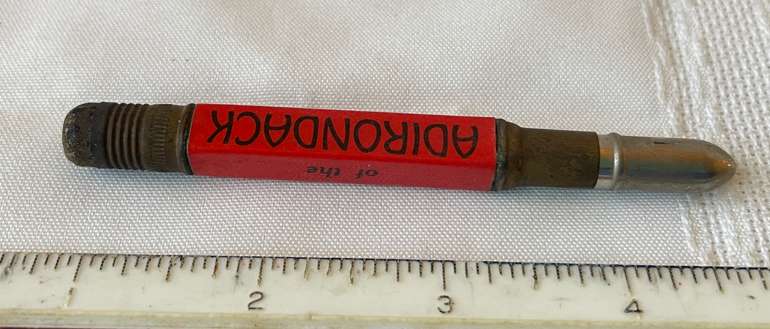 of the
ADIRONDACK
2 3 4